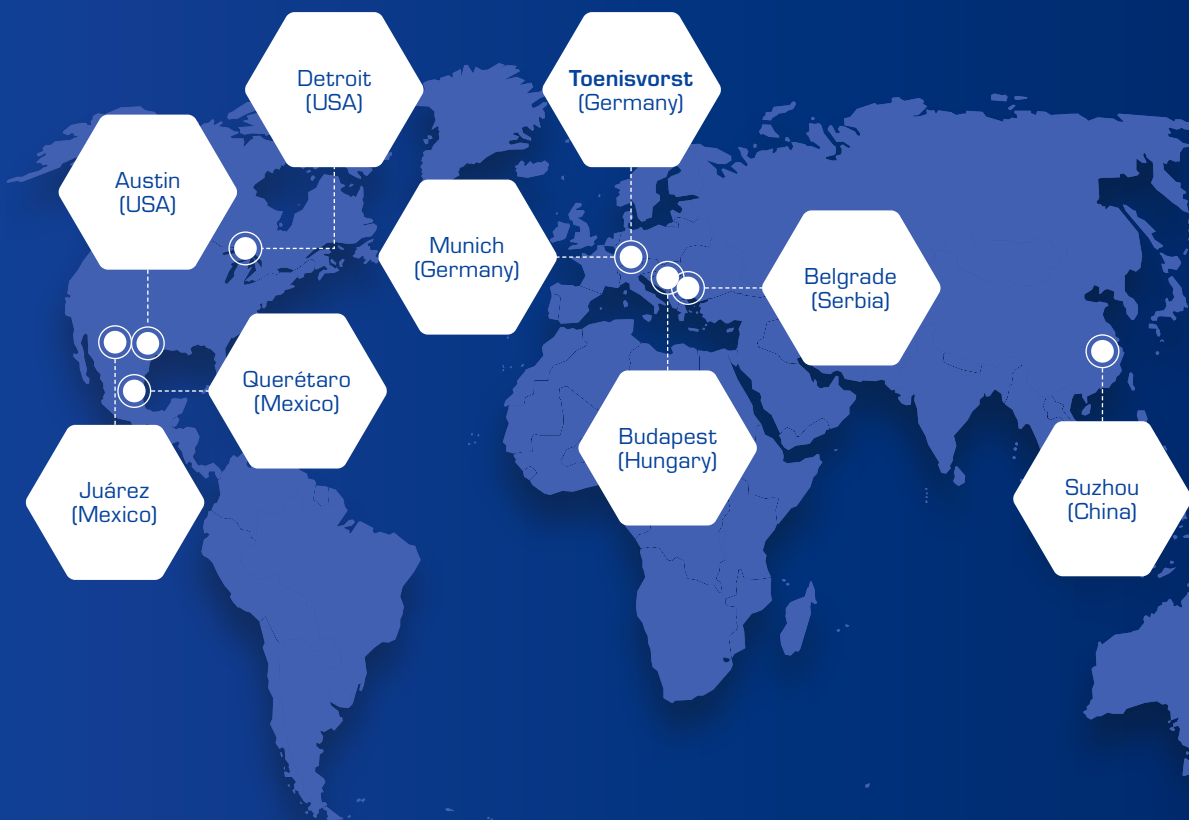 Detroit
(USA)
Toenisvorst
(Germany)
Austin
(USA)
Munich
(Germany)
Belgrade
(Serbia)
Querétaro
(Mexico)
Budapest
(Hungary)
Juárez
(Mexico)
Suzhou
(China)